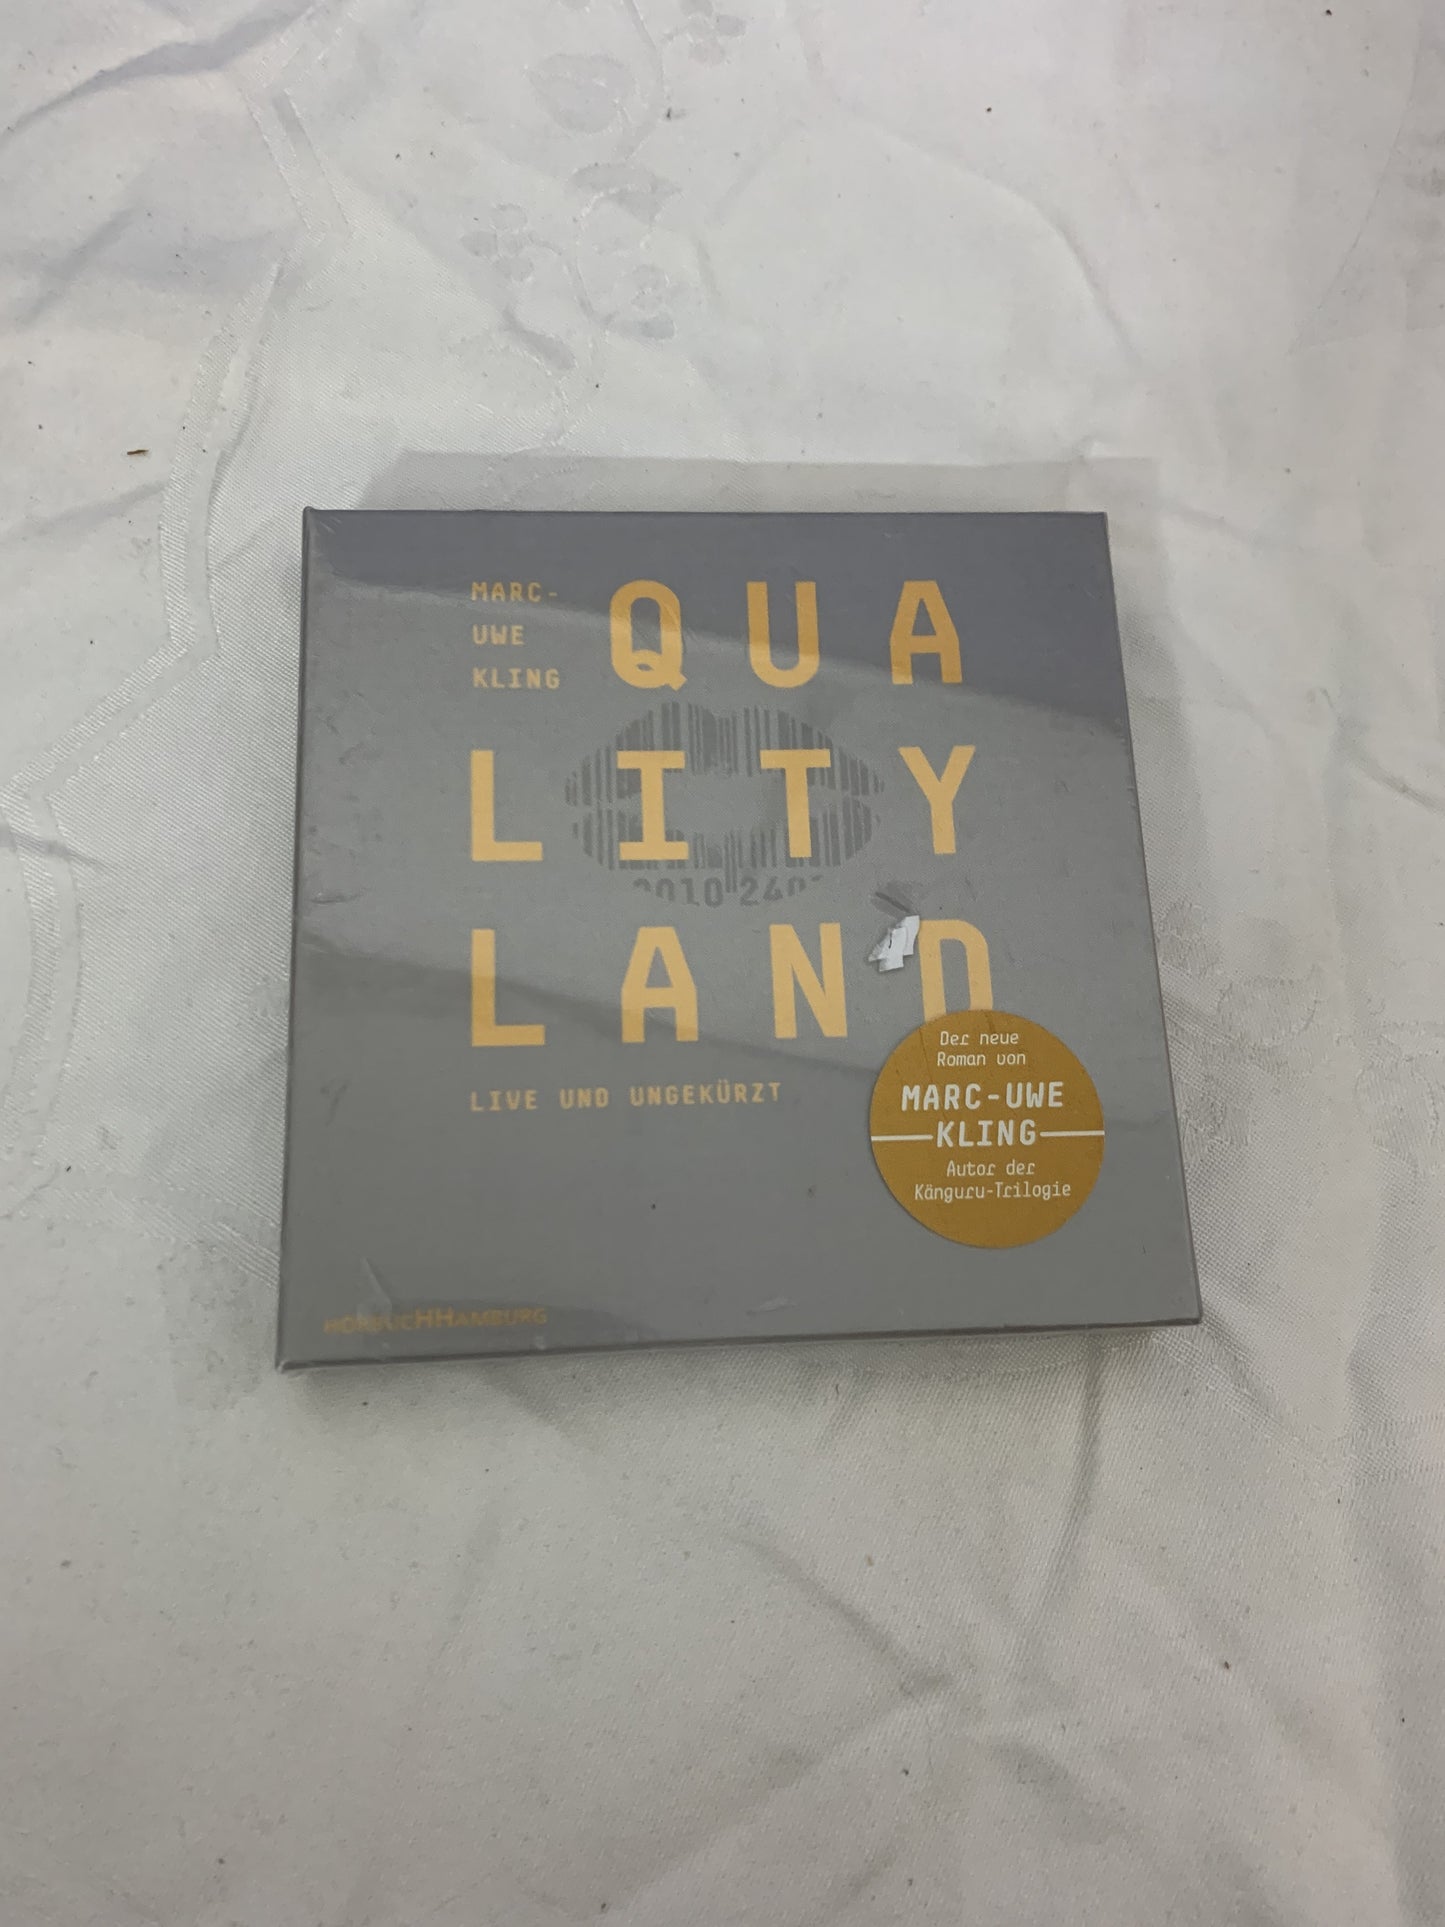 MARC-
UWE
KLING
QUA
LITY
LAND
LIVE UND UNGEKÜRZT
Der neue
Roman von
MARC-UWE
KLING
Autor der
Känguru-Trilogie
HÖRBUCHHAMBURG